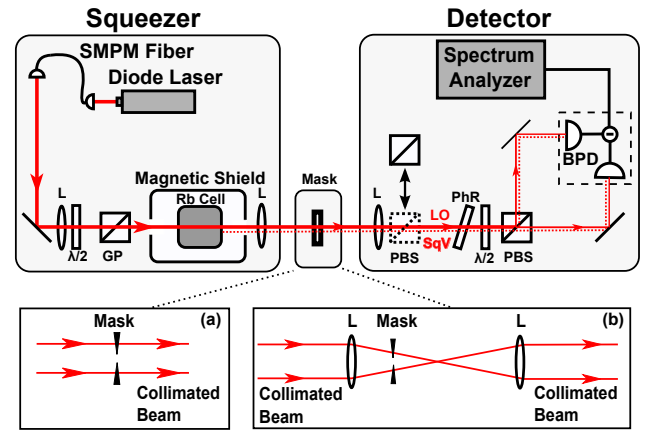 Squeezer
Detector
SMPM Fiber
Diode Laser
Spectrum
Analyzer
BPD
Magnetic Shield
Rb Cell
L
L
λ/2
GP
Mask
L
PhR
LO
SqV
PBS
λ/2
PBS
(a)
Mask
Collimated
Beam
(b)
L
Mask
L
Collimated
Beam
Collimated
Beam